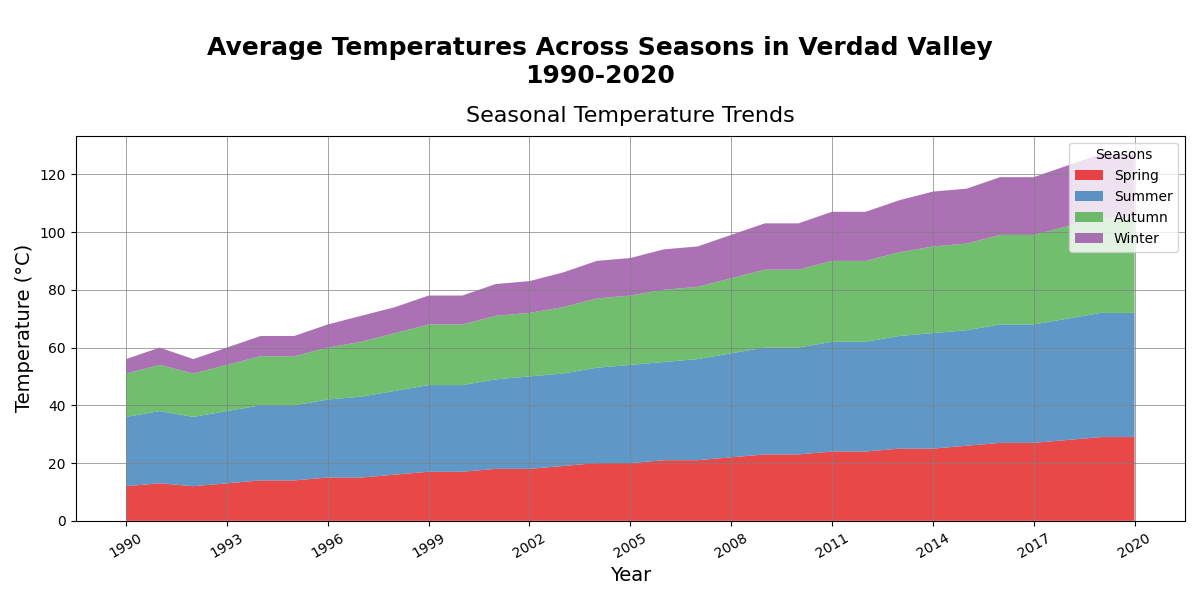 Average Temperatures Across Seasons in Verdad Valley
1990-2020
Seasonal Temperature Trends
Temperature (°C)
120
100
80
60
40
20
0
Seasons
Spring
Summer
Autumn
Winter
1990
1993
1996
1999
2002
2005
2008
2011
2014
2017
2020
Year